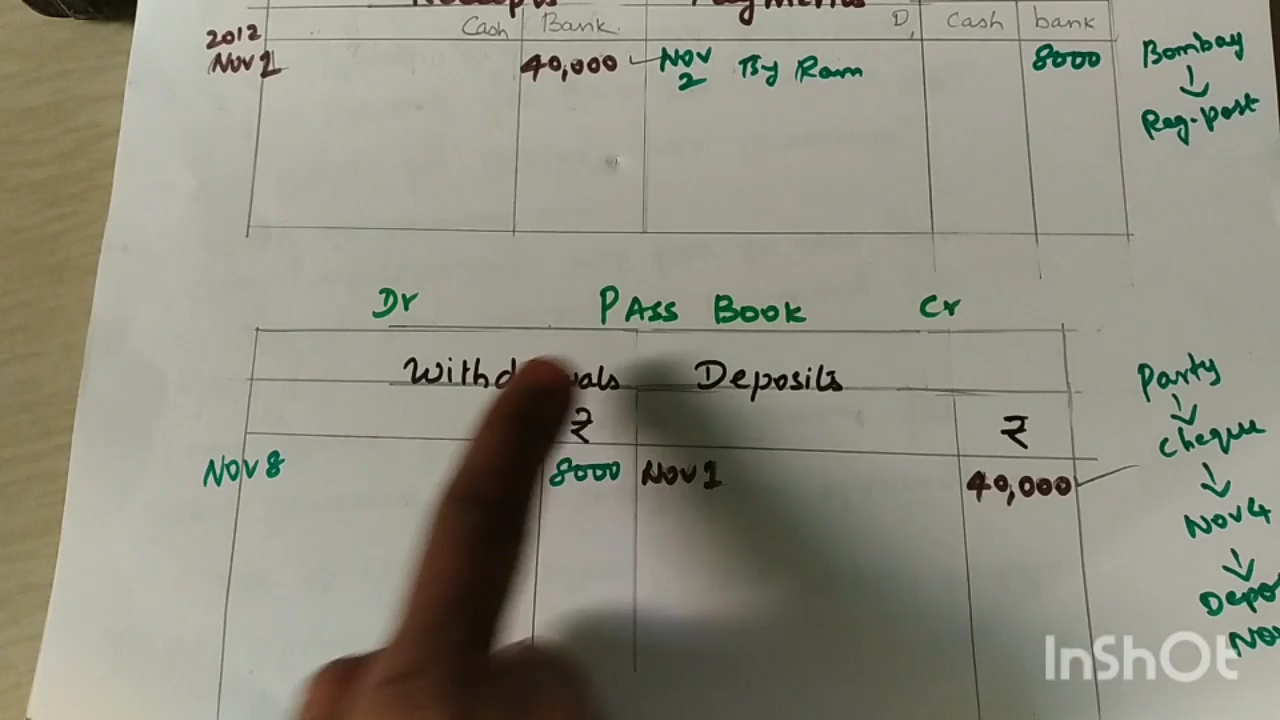 Cash Bank D, Cash bank
2012
Nov 1 40,000 Nov 2 By Ram 8000
Bombay
Reg-post
Dr PASS BOOK Cr
Deposits
₹ ₹
Nov 8 8000 Nov 1 40,000
Party
Cheque
Nov 4
InShOt